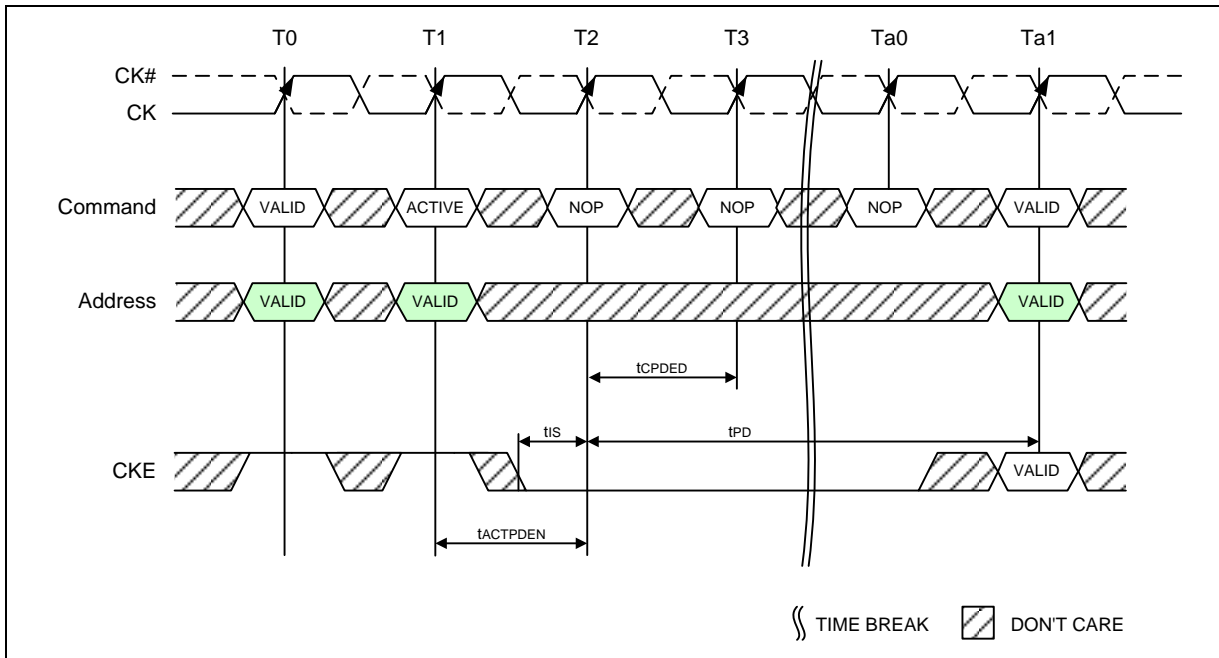 T0 T1 T2 T3 Ta0 Ta1
CK#
CK
Command VALID ACTIVE NOP NOP NOP VALID
Address VALID VALID VALID
tCPDED
tIS tPD
CKE VALID
tACTPDEN
TIME BREAK DON'T CARE